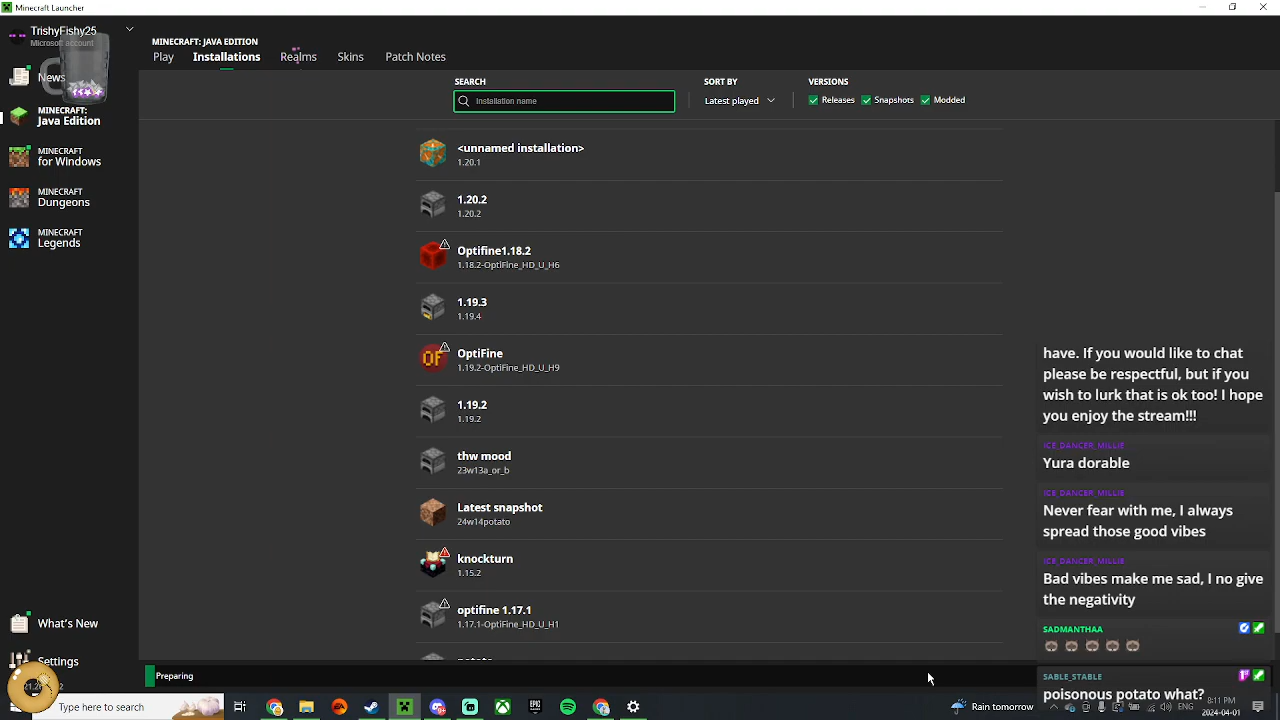 Minecraft Launcher
TrishyFishy25
Microsoft account
News
MINECRAFT:
Java Edition
MINECRAFT
for Windows
MINECRAFT
Dungeons
MINECRAFT
Legends
What's New
Settings
MINECRAFT: JAVA EDITION
Play
Installations
Realms
Skins
Patch Notes
SEARCH
Installation name
SORT BY
Latest played
VERSIONS
Releases
Snapshots
Modded
<unnamed installation>
1.20.1
1.20.2
1.20.2
Optifine1.18.2
1.18.2-OptiFine_HD_U_H6
1.19.3
1.19.4
OptiFine
1.19.2-OptiFine_HD_U_H9
1.19.2
1.19.2
thw mood
23w13a_or_b
Latest snapshot
24w14potato
knockturn
1.15.2
optifine 1.17.1
1.17.1-OptiFine_HD_U_H1
Preparing
have. If you would like to chat
please be respectful, but if you
wish to lurk that is ok too! I hope
you enjoy the stream!!!
ICE_DANCER_MILLIE
Yura dorable
ICE_DANCER_MILLIE
Never fear with me, I always
spread those good vibes
ICE_DANCER_MILLIE
Bad vibes make me sad, I no give
the negativity
SADMANTHAA
SABLE_STABLE
poisonous potato what?
Type here to search
Rain tomorrow
8:11 PM
2024-04-01